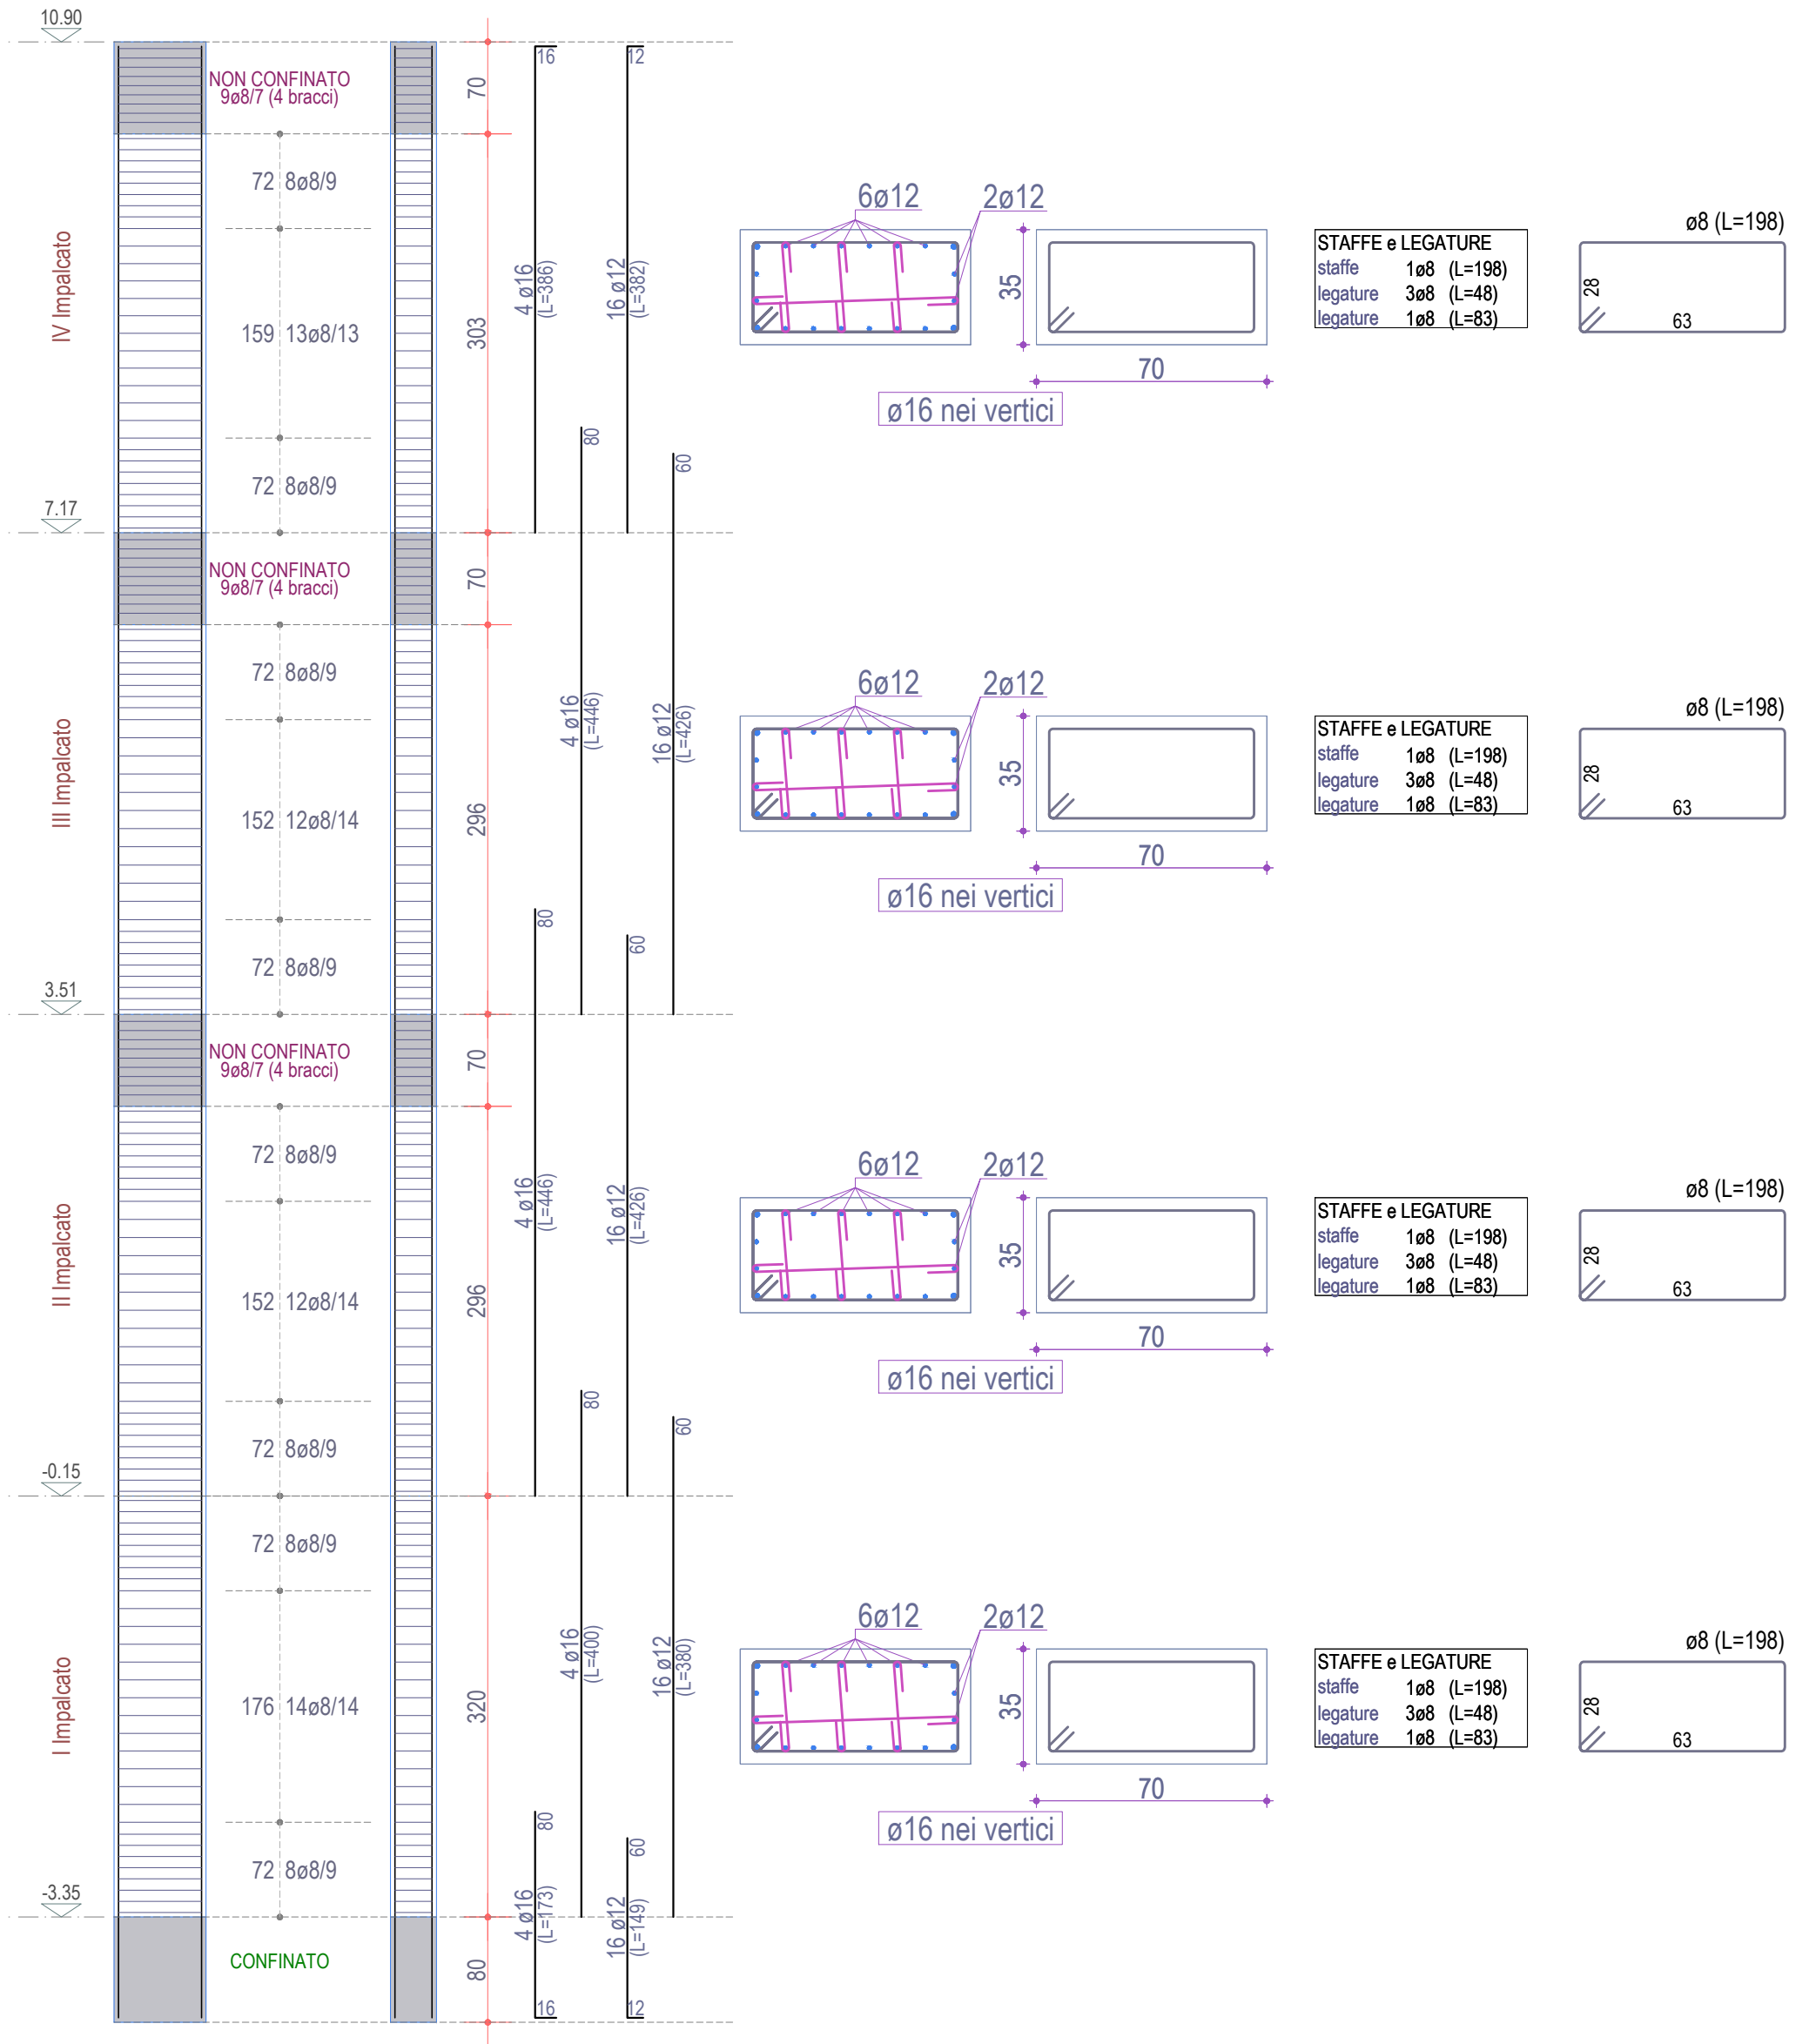 10.90
NON CONFINATO
9ø8/7 (4 bracci)
70
16
12
72 8ø8/9
IV Impalcato
159 13ø8/13
303
4 ø16
(L=386)
16 ø12
(L=382)
72 8ø8/9
80
60
6ø12
2ø12
35
70
ø16 nei vertici
STAFFE e LEGATURE
staffe 1ø8 (L=198)
legature 3ø8 (L=48)
legature 1ø8 (L=83)
ø8 (L=198)
28
63
7.17
NON CONFINATO
9ø8/7 (4 bracci)
70
72 8ø8/9
III Impalcato
152 12ø8/14
296
4 ø16
(L=446)
16 ø12
(L=426)
72 8ø8/9
80
60
6ø12
2ø12
35
70
ø16 nei vertici
STAFFE e LEGATURE
staffe 1ø8 (L=198)
legature 3ø8 (L=48)
legature 1ø8 (L=83)
ø8 (L=198)
28
63
3.51
NON CONFINATO
9ø8/7 (4 bracci)
70
72 8ø8/9
II Impalcato
152 12ø8/14
296
4 ø16
(L=446)
16 ø12
(L=426)
72 8ø8/9
80
60
6ø12
2ø12
35
70
ø16 nei vertici
STAFFE e LEGATURE
staffe 1ø8 (L=198)
legature 3ø8 (L=48)
legature 1ø8 (L=83)
ø8 (L=198)
28
63
-0.15
72 8ø8/9
I Impalcato
176 14ø8/14
320
4 ø16
(L=400)
16 ø12
(L=380)
72 8ø8/9
80
60
6ø12
2ø12
35
70
ø16 nei vertici
STAFFE e LEGATURE
staffe 1ø8 (L=198)
legature 3ø8 (L=48)
legature 1ø8 (L=83)
ø8 (L=198)
28
63
-3.35
CONFINATO
80
4 ø16
(L=173)
16 ø12
(L=149)
16
12